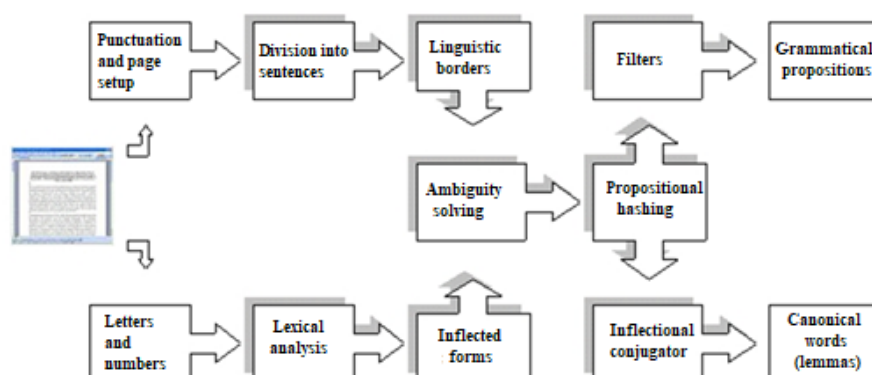 Punctuation
and page
setup
Division into
sentences
Linguistic
borders
Filters
Grammatical
propositions
Ambiguity
solving
Propositional
hashing
Letters
and
numbers
Lexical
analysis
Inflected
forms
Inflectional
conjugator
Canonical
words
(lemmas)